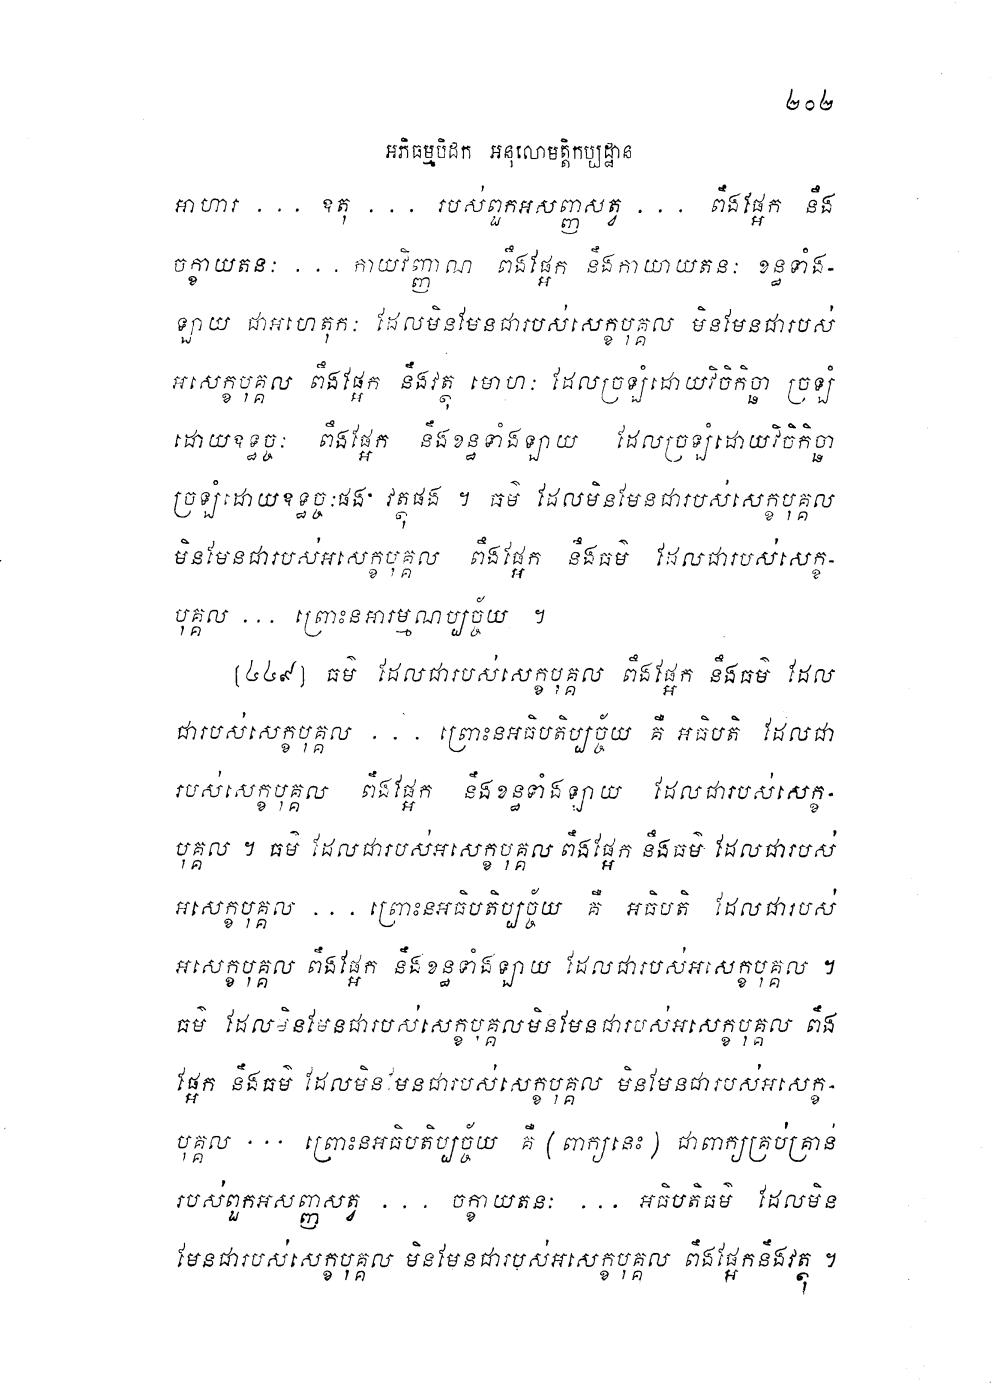 ២០២
អភិធម្មបិដក អនុលោមត្តិកប្បដ្ឋាន
អាហារ ... ឧតុ ... របស់ពួកអសញ្ញសត្វ ... ពឹងផ្អែក នឹង
ចក្ខាយតនៈ ... កាយវិញ្ញាណ ពឹងផ្អែក នឹងកាយាយតនៈ ខន្ធទាំង-
ឡាយ ជាអហេតុកៈ ដែលមិនមែនជារបស់សេក្ខបុគ្គល មិនមែនជារបស់
អសេក្ខបុគ្គល ពឹងផ្អែក នឹងវត្ថុ មោហៈ ដែលច្រឡំដោយវិចិកិច្ឆា ច្រឡំ
ដោយឧទ្ធច្ចៈ ពឹងផ្អែក នឹងខន្ធទាំងឡាយ ដែលច្រឡំដោយវិចិកិច្ឆា
ច្រឡំដោយឧទ្ធច្ចៈផង វត្ថុផង ។ ធម៌ ដែលមិនមែនជារបស់សេក្ខបុគ្គល
មិនមែនជារបស់អសេក្ខបុគ្គល ពឹងផ្អែក នឹងធម៌ ដែលជារបស់សេក្ខ-
បុគ្គល ... ព្រោះនអារម្មណប្បច្ច័យ ។
[៤៤៩] ធម៌ ដែលជារបស់សេក្ខបុគ្គល ពឹងផ្អែក នឹងធម៌ ដែល
ជារបស់សេក្ខបុគ្គល ... ព្រោះនអធិបតិប្បច្ច័យ គឺ អធិបតិ ដែលជា
របស់សេក្ខបុគ្គល ពឹងផ្អែក នឹងខន្ធទាំងឡាយ ដែលជារបស់សេក្ខ-
បុគ្គល ។ ធម៌ ដែលជារបស់អសេក្ខបុគ្គល ពឹងផ្អែក នឹងធម៌ ដែលជារបស់
អសេក្ខបុគ្គល ... ព្រោះនអធិបតិប្បច្ច័យ គឺ អធិបតិ ដែលជារបស់
អសេក្ខបុគ្គល ពឹងផ្អែក នឹងខន្ធទាំងឡាយ ដែលជារបស់អសេក្ខបុគ្គល ។
ធម៌ ដែលមិនមែនជារបស់សេក្ខបុគ្គលមិនមែនជារបស់អសេក្ខបុគ្គល ពឹង
ផ្អែក នឹងធម៌ ដែលមិនមែនជារបស់សេក្ខបុគ្គល មិនមែនជារបស់អសេក្ខ-
បុគ្គល ... ព្រោះនអធិបតិប្បច្ច័យ គឺ (ពាក្យនេះ) ជាពាក្យគ្រប់គ្រាន់
របស់ពួកអសញ្ញសត្វ ... ចក្ខាយតនៈ ... អធិបតិធម៌ ដែលមិន
មែនជារបស់សេក្ខបុគ្គល មិនមែនជារបស់អសេក្ខបុគ្គល ពឹងផ្អែកនឹងវត្ថុ ។